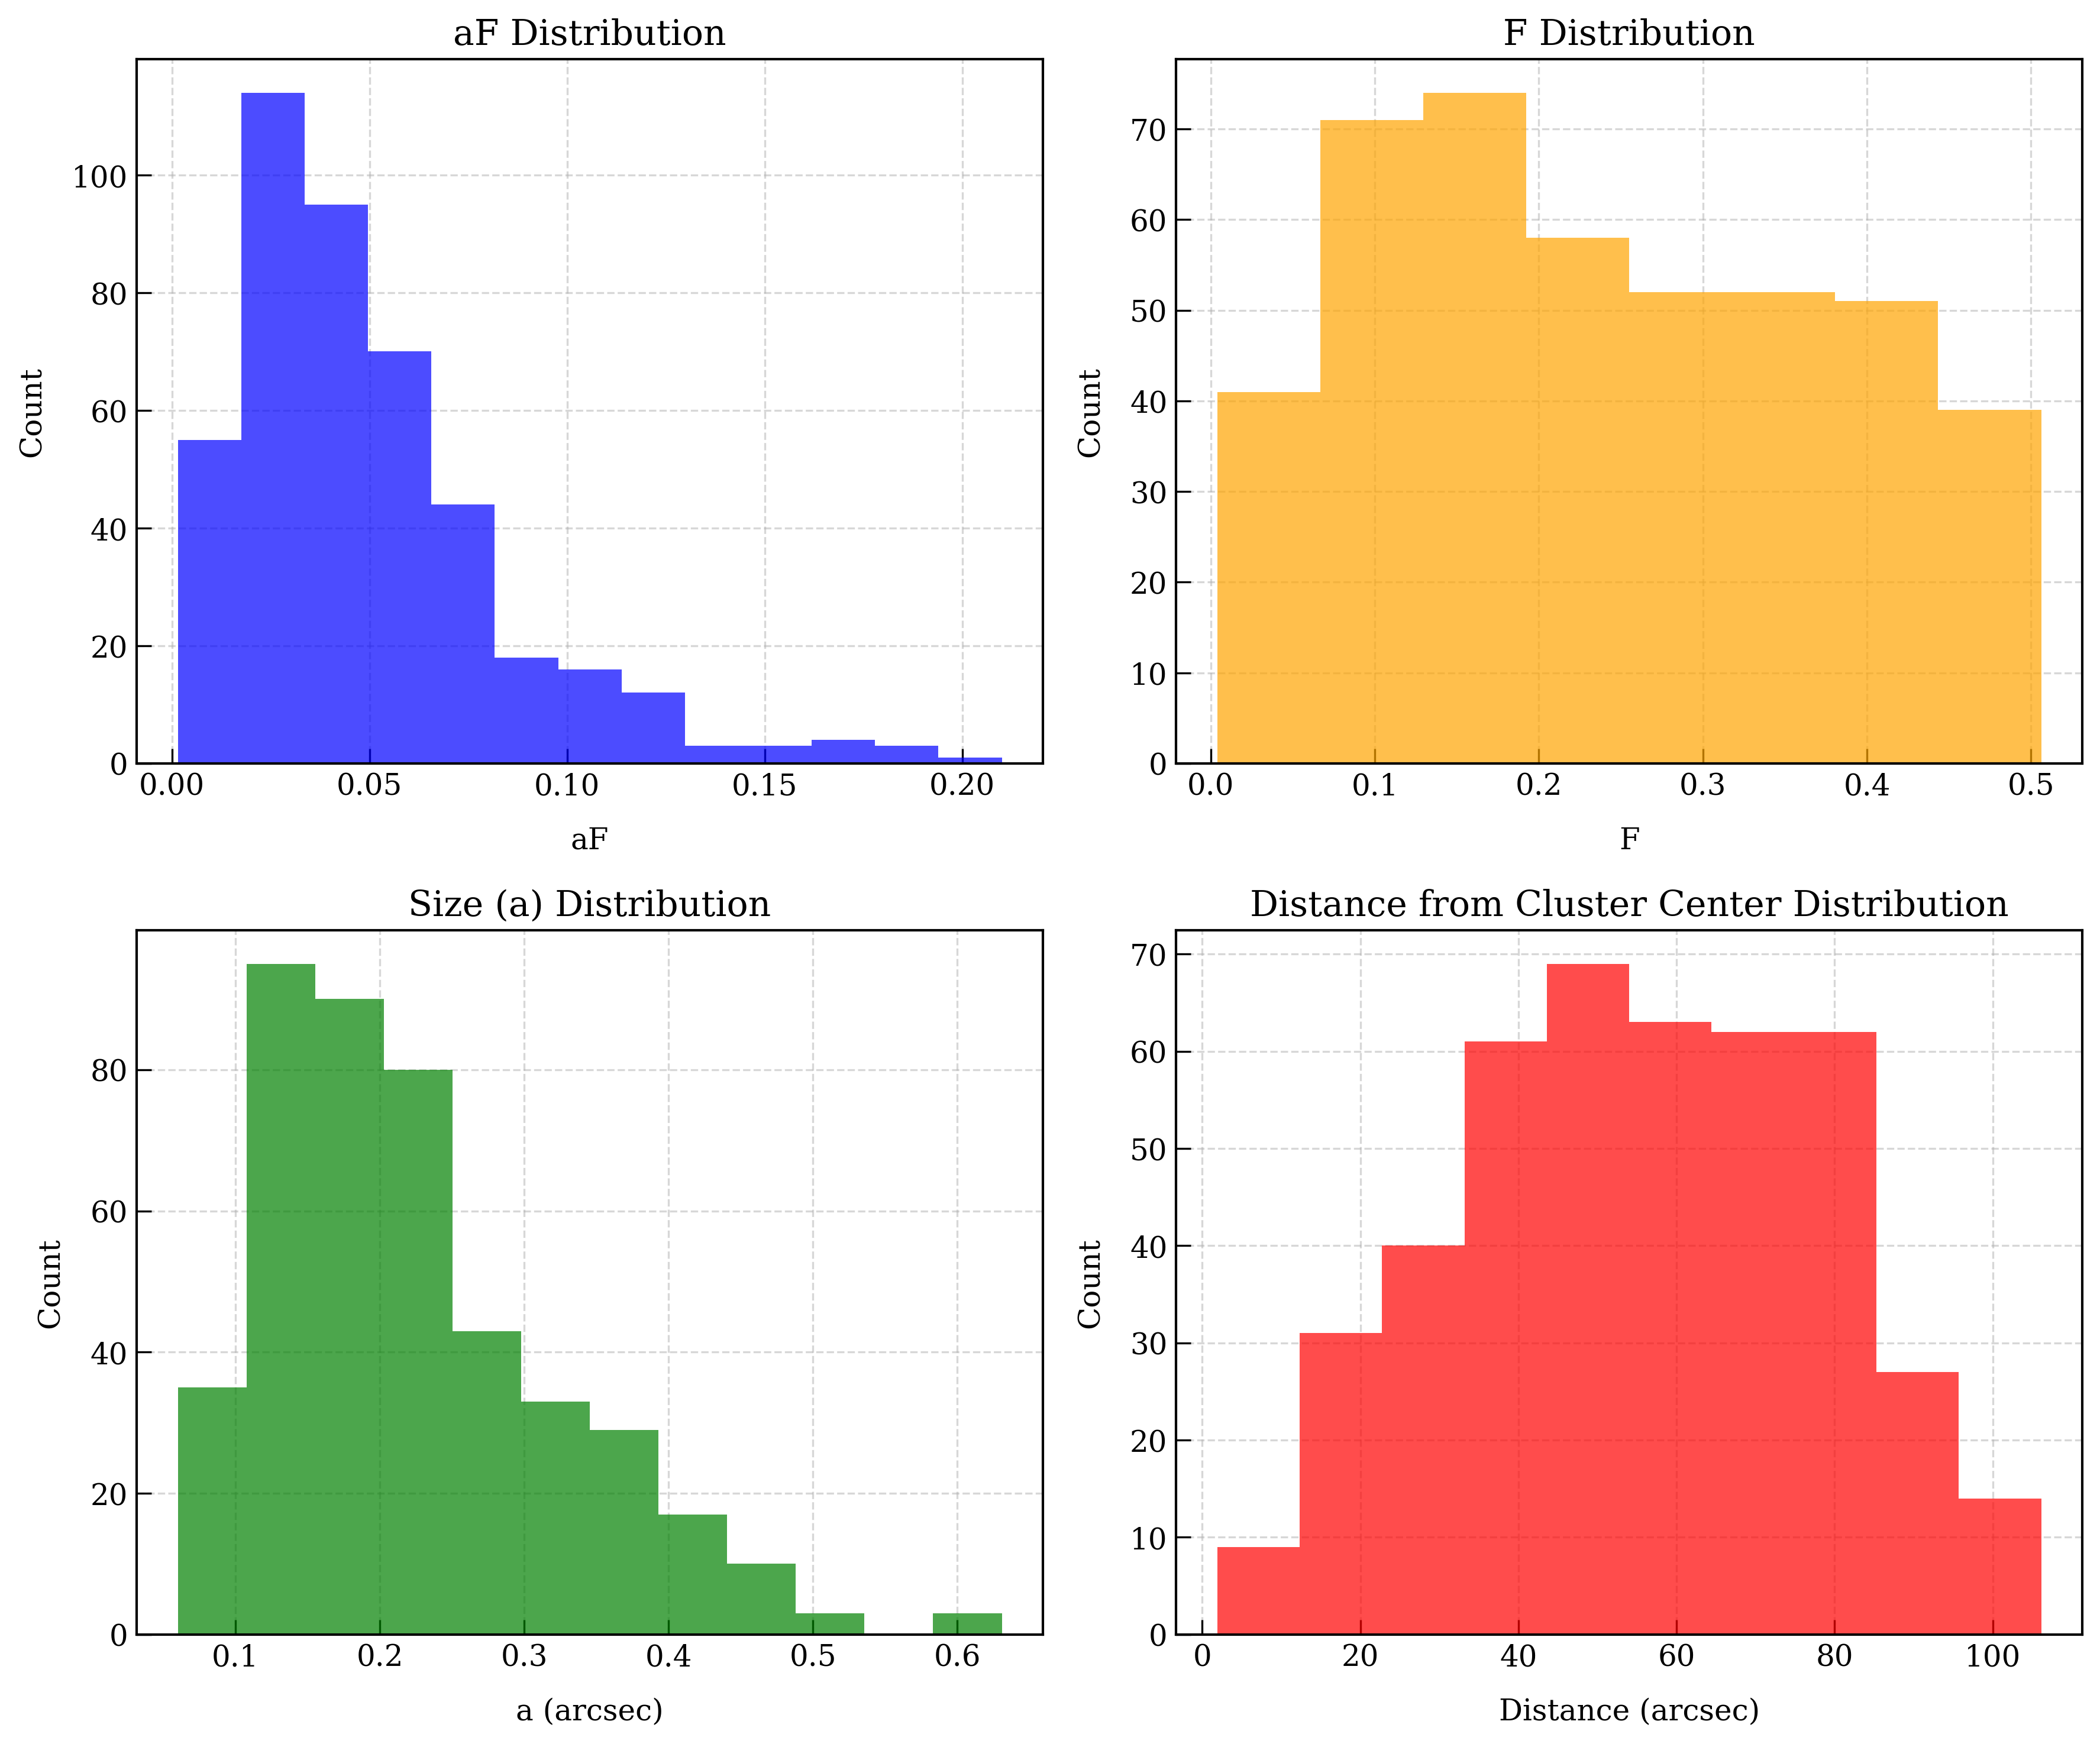 aF Distribution
Count
100
80
60
40
20
0
0.00 0.05 0.10 0.15 0.20
aF
F Distribution
Count
70
60
50
40
30
20
10
0
0.0 0.1 0.2 0.3 0.4 0.5
F
Size (a) Distribution
Count
80
60
40
20
0
0.1 0.2 0.3 0.4 0.5 0.6
a (arcsec)
Distance from Cluster Center Distribution
Count
70
60
50
40
30
20
10
0
0 20 40 60 80 100
Distance (arcsec)